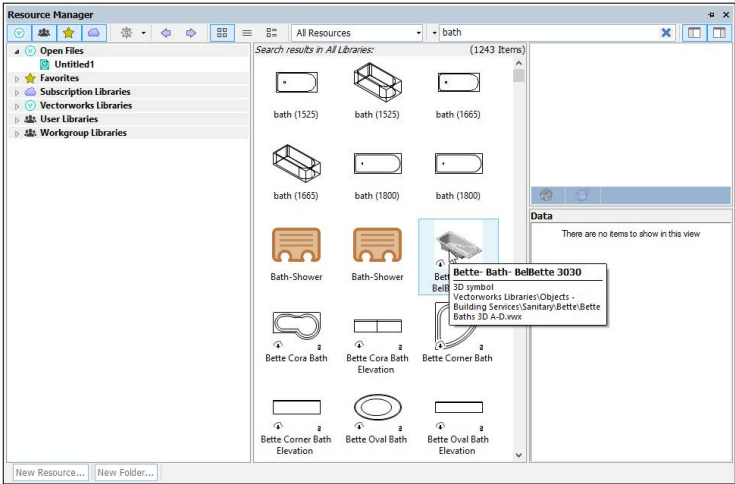 Resource Manager
All Resources
bath
Open Files
Untitled1
Favorites
Subscription Libraries
Vectorworks Libraries
User Libraries
Workgroup Libraries
Search results in All Libraries: (1243 Items)
bath (1525) bath (1525) bath (1665)
bath (1665) bath (1800) bath (1800)
Bath-Shower Bath-Shower
Bette- Bath- BelBette 3030
3D symbol
Vectorworks Libraries\Objects -
Building Services\Sanitary\Bette\Bette
Baths 3D A-D.vwx
Bette Cora Bath Bette Cora Bath Bette Corner Bath
Elevation
Bette Corner Bath Bette Oval Bath Bette Oval Bath
Elevation Elevation
Data
There are no items to show in this view
New Resource... New Folder...